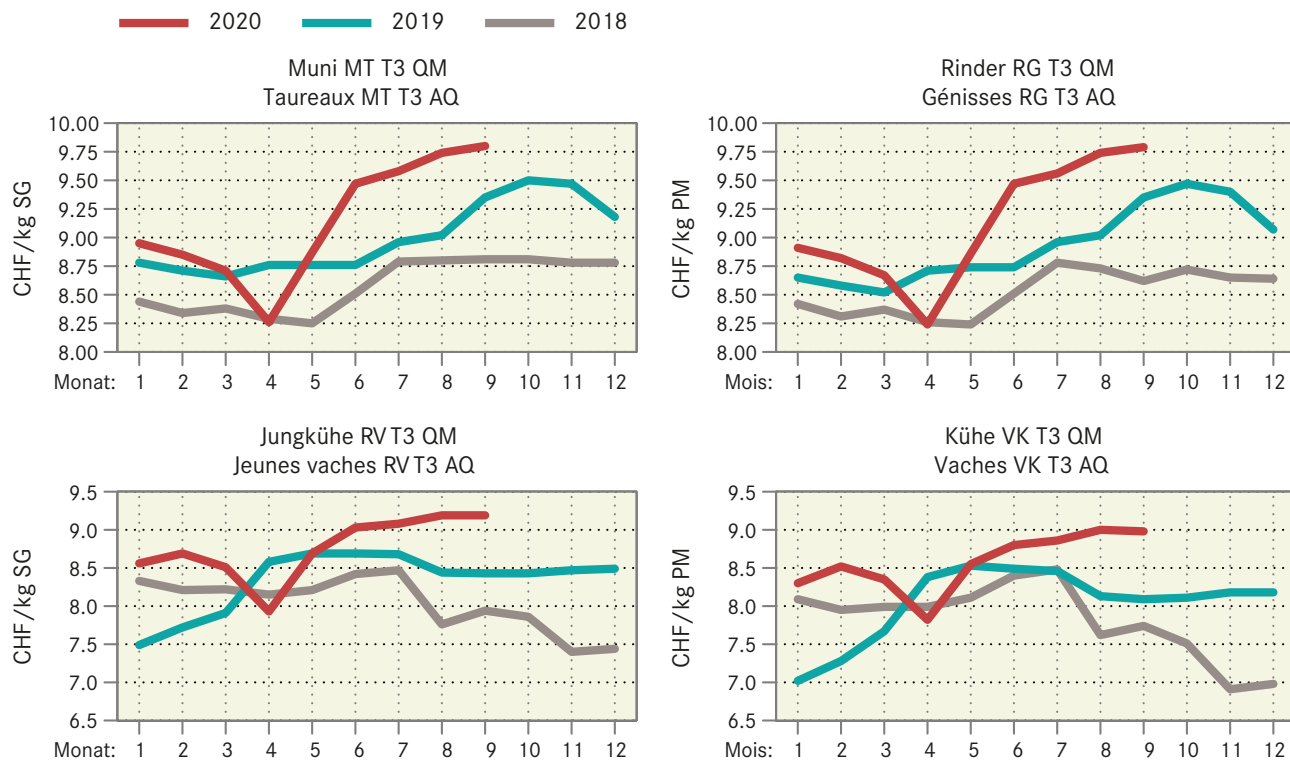 2020 2019 2018
Muni MT T3 QM
Taureaux MT T3 AQ
CHF/kg SG
10.00
9.75
9.50
9.25
9.00
8.75
8.50
8.25
8.00
Monat: 1 2 3 4 5 6 7 8 9 10 11 12
Rinder RG T3 QM
Génisses RG T3 AQ
CHF/kg PM
10.00
9.75
9.50
9.25
9.00
8.75
8.50
8.25
8.00
Mois: 1 2 3 4 5 6 7 8 9 10 11 12
Jungkühe RV T3 QM
Jeunes vaches RV T3 AQ
CHF/kg SG
9.5
9.0
8.5
8.0
7.5
7.0
6.5
Monat: 1 2 3 4 5 6 7 8 9 10 11 12
Kühe VK T3 QM
Vaches VK T3 AQ
CHF/kg PM
9.5
9.0
8.5
8.0
7.5
7.0
6.5
Mois: 1 2 3 4 5 6 7 8 9 10 11 12